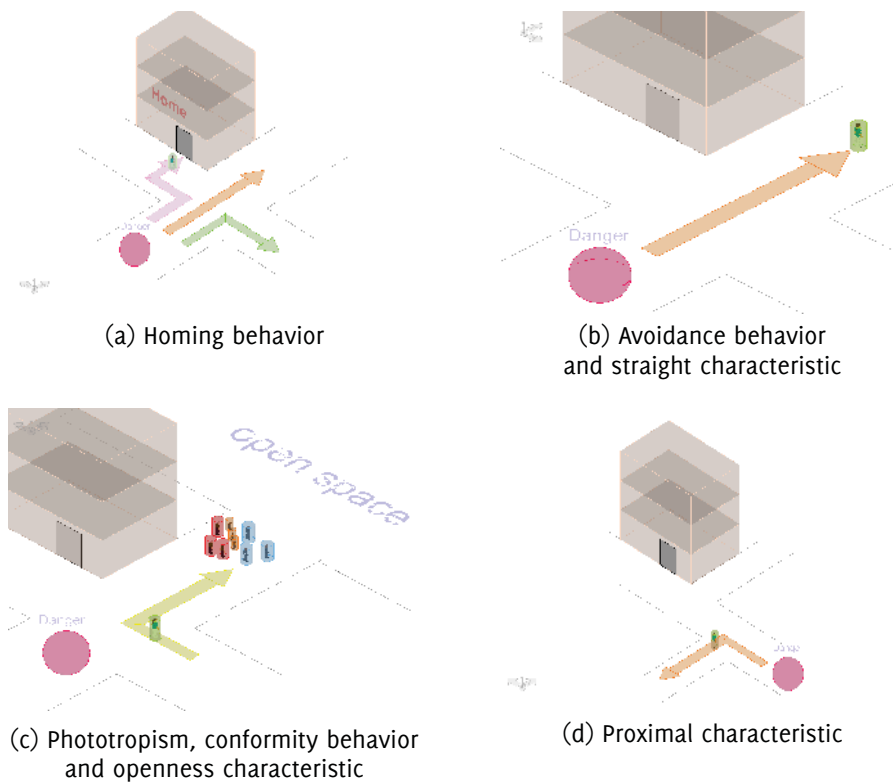 Home
Danger
(a) Homing behavior
Danger
(b) Avoidance behavior
and straight characteristic
open space
Danger
(c) Phototropism, conformity behavior
and openness characteristic
(d) Proximal characteristic